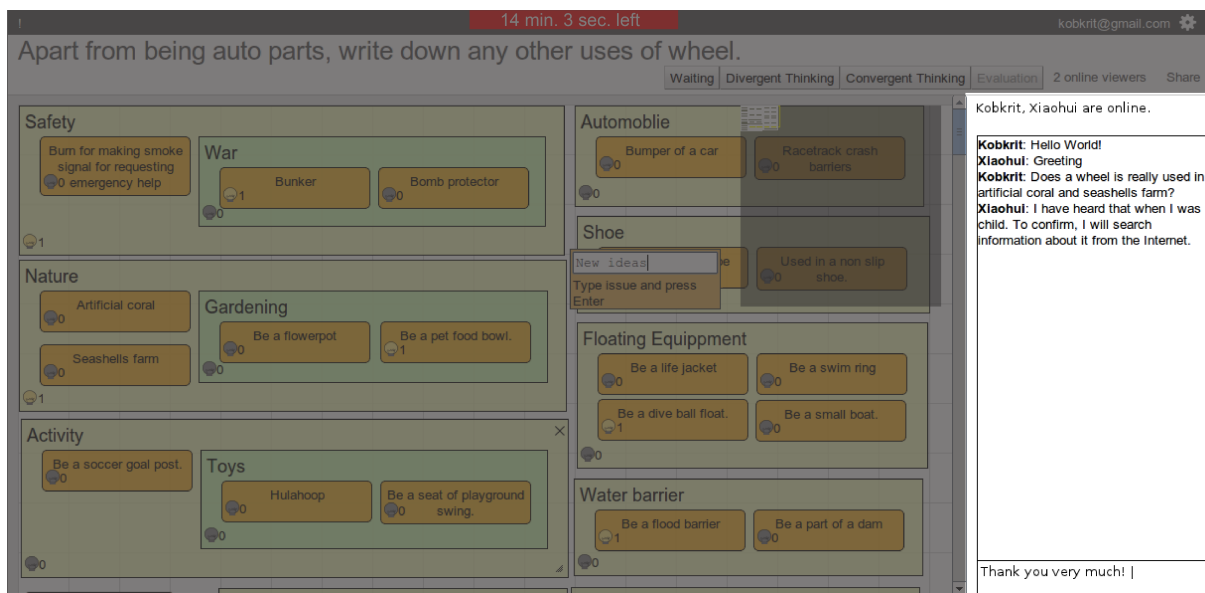 !
14 min. 3 sec. left
kobkrit@gmail.com
Apart from being auto parts, write down any other uses of wheel.
Waiting
Divergent Thinking
Convergent Thinking
Evaluation
2 online viewers
Share
Safety
Burn for making smoke
signal for requesting
emergency help
0
War
Bunker
1
Bomb protector
0
0
1
Nature
Artificial coral
0
Seashells farm
0
Gardening
Be a flowerpot
0
Be a pet food bowl.
1
0
1
Activity
Be a soccer goal post.
0
Toys
Hulahoop
0
Be a seat of playground
swing.
0
0
0
Automoblie
Bumper of a car
0
Racetrack crash
barriers
0
0
Shoe
New ideas
Type issue and press
Enter
Used in a non slip
shoe.
0
Floating Equippment
Be a life jacket
0
Be a swim ring
0
Be a dive ball float.
1
Be a small boat.
0
0
Water barrier
Be a flood barrier
1
Be a part of a dam
0
0
Kobkrit, Xiaohui are online.
Kobkrit: Hello World!
Xiaohui: Greeting
Kobkrit: Does a wheel is really used in
artificial coral and seashells farm?
Xiaohui: I have heard that when I was
child. To confirm, I will search
information about it from the Internet.
Thank you very much!